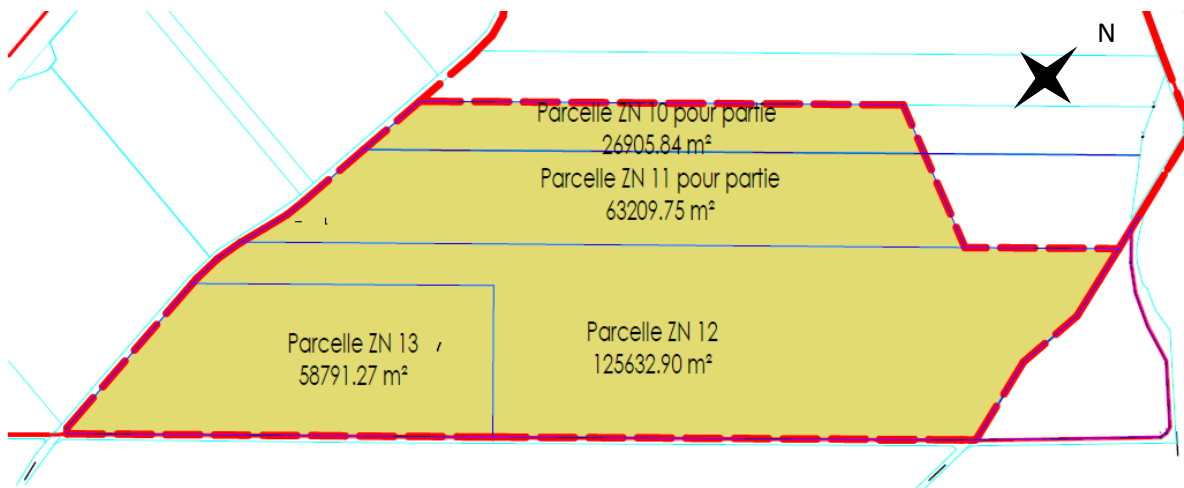 N
Parcelle ZN 10 pour partie
26905.84 m²
Parcelle ZN 11 pour partie
63209.75 m²
Parcelle ZN 12
125632.90 m²
Parcelle ZN 13
58791.27 m²